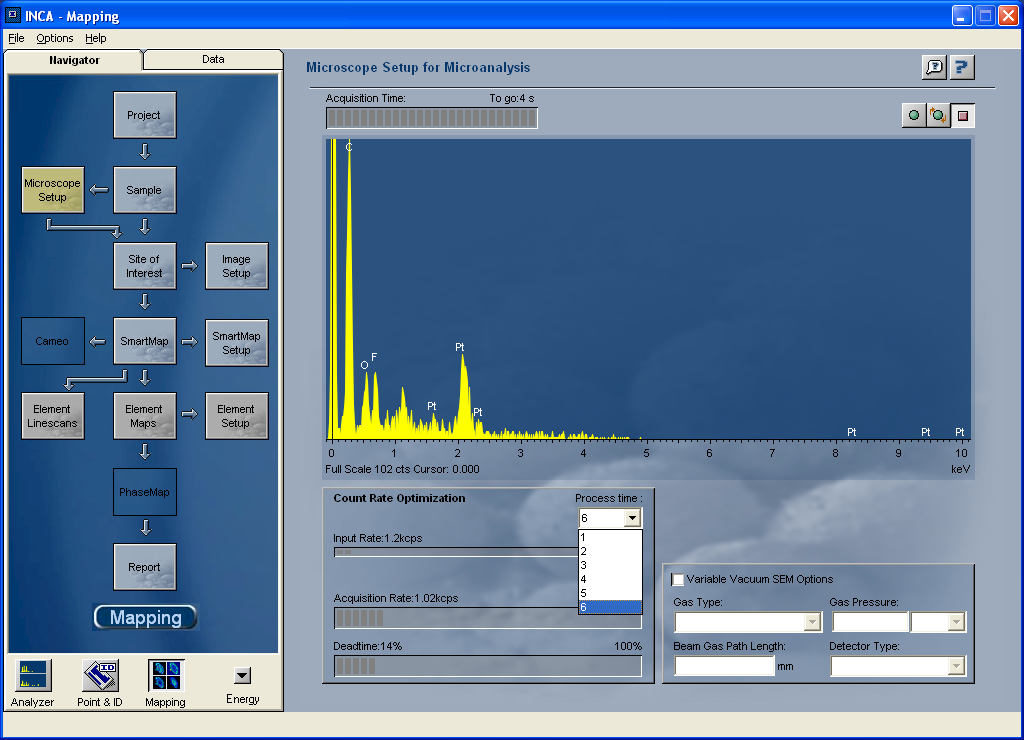 INCA - Mapping
File Options Help
Navigator Data
Project
Microscope Setup
Sample
Site of Interest
Image Setup
Cameo
SmartMap
SmartMap Setup
Element Linescans
Element Maps
Element Setup
PhaseMap
Report
Mapping
Analyzer
Point & ID
Mapping
Energy
Microscope Setup for Microanalysis
Acquisition Time: To go:4 s
C
O
F
Pt
Pt
Pt
Pt Pt Pt
0 1 2 3 4 5 6 7 8 9 10
Full Scale 102 cts Cursor: 0.000 keV
Count Rate Optimization
Process time :
6
1
2
3
4
5
6
Input Rate:1.2kcps
Acquisition Rate:1.02kcps
Deadtime:14% 100%
Variable Vacuum SEM Options
Gas Type: Gas Pressure:
Beam Gas Path Length: Detector Type:
mm